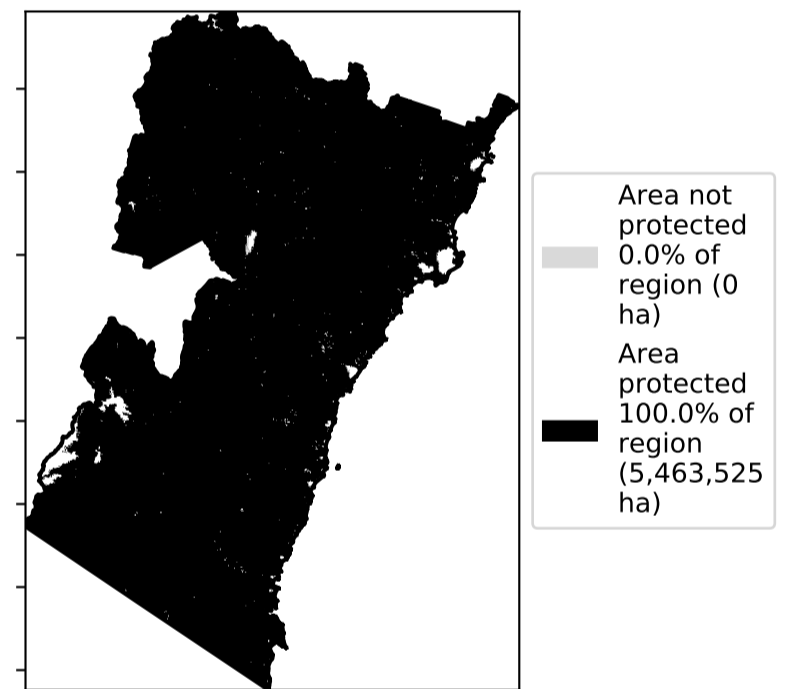 Area not
protected
0.0% of
region (0
ha)
Area
protected
100.0% of
region
(5,463,525
ha)